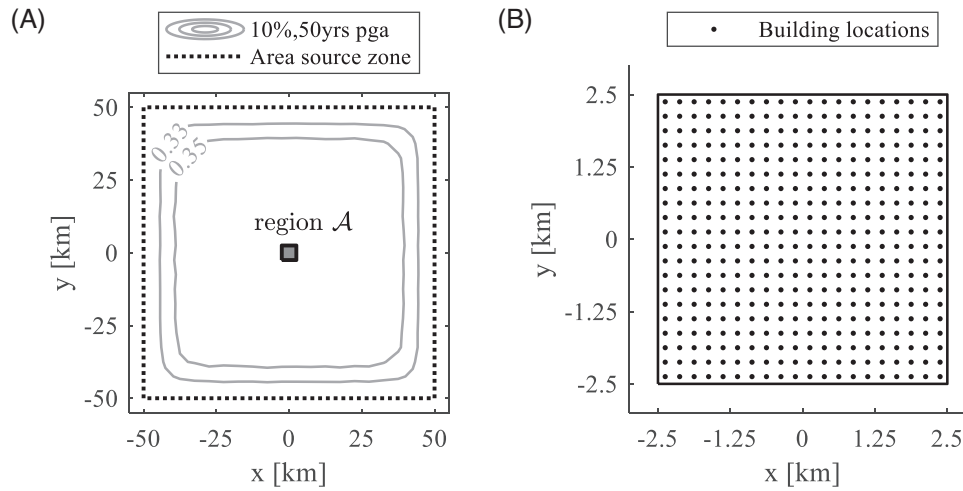 (A)
10%,50yrs pga
Area source zone
50
25
0
-25
-50
y [km]
0.33
0.35
region 𝒜
-50
-25
0
25
50
x [km]
(B)
Building locations
2.5
1.25
0
-1.25
-2.5
y [km]
-2.5
-1.25
0
1.25
2.5
x [km]